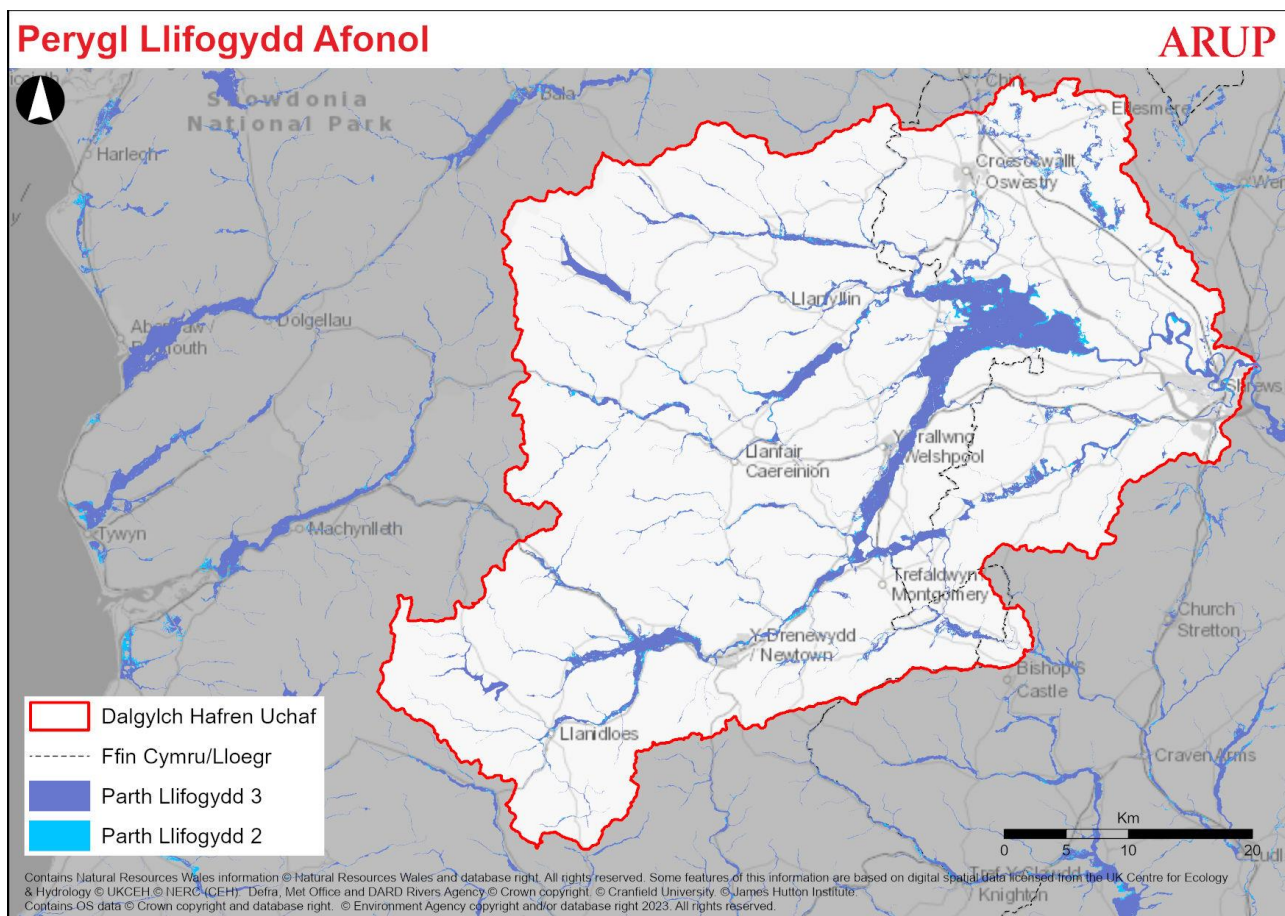 Perygl Llifogydd Afonol
ARUP
Snowdonia
National Park
Bala
Chirk
Ellesmere
Harlech
Croesoswallt
/ Oswestry
Llanfyllin
Dolgellau
Llanfair
Caereinion
Y Trallwng
/ Welshpool
Machynlleth
Tywyn
Trefaldwyn
Montgomery
Church
Stretton
Y Drenewydd
/ Newtown
Bishop's
Castle
Llanidloes
Craven Arms
Knighton
Dalgylch Hafren Uchaf
Ffin Cymru/Lloegr
Parth Llifogydd 3
Parth Llifogydd 2
Km
0 5 10 20
Contains Natural Resources Wales information © Natural Resources Wales and database right. All rights reserved. Some features of this information are based on digital spatial data licensed from the UK Centre for Ecology
& Hydrology © UKCEH © NERC (CEH) Defra, Met Office and DARD Rivers Agency © Crown copyright. © Cranfield University. © James Hutton Institute.
Contains OS data © Crown copyright and database right. © Environment Agency copyright and/or database right 2023. All rights reserved.